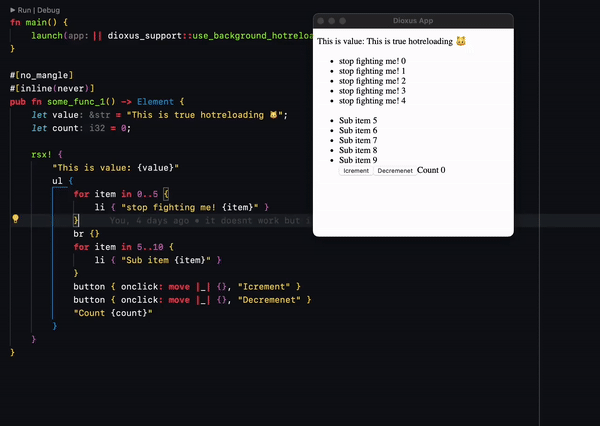 Run | Debug
fn main() {
launch(app: || dioxus_support::use_background_hotreloa
}
#[no_mangle]
#[inline(never)]
pub fn some_func_1() -> Element {
let value: &str = "This is true hotreloading 😸";
let count: i32 = 0;
rsx! {
"This is value: {value}"
ul {
for item in 0..5 {
li { "stop fighting me! {item}" }
} You, 4 days ago • it doesnt work but i
br {}
for item in 5..10 {
li { "Sub item {item}" }
}
button { onclick: move |_| {}, "Icrement" }
button { onclick: move |_| {}, "Decremenet" }
"Count {count}"
}
}
}
Dioxus App
This is value: This is true hotreloading 😸
• stop fighting me! 0
• stop fighting me! 1
• stop fighting me! 2
• stop fighting me! 3
• stop fighting me! 4
• Sub item 5
• Sub item 6
• Sub item 7
• Sub item 8
• Sub item 9
Icrement Decremenet Count 0